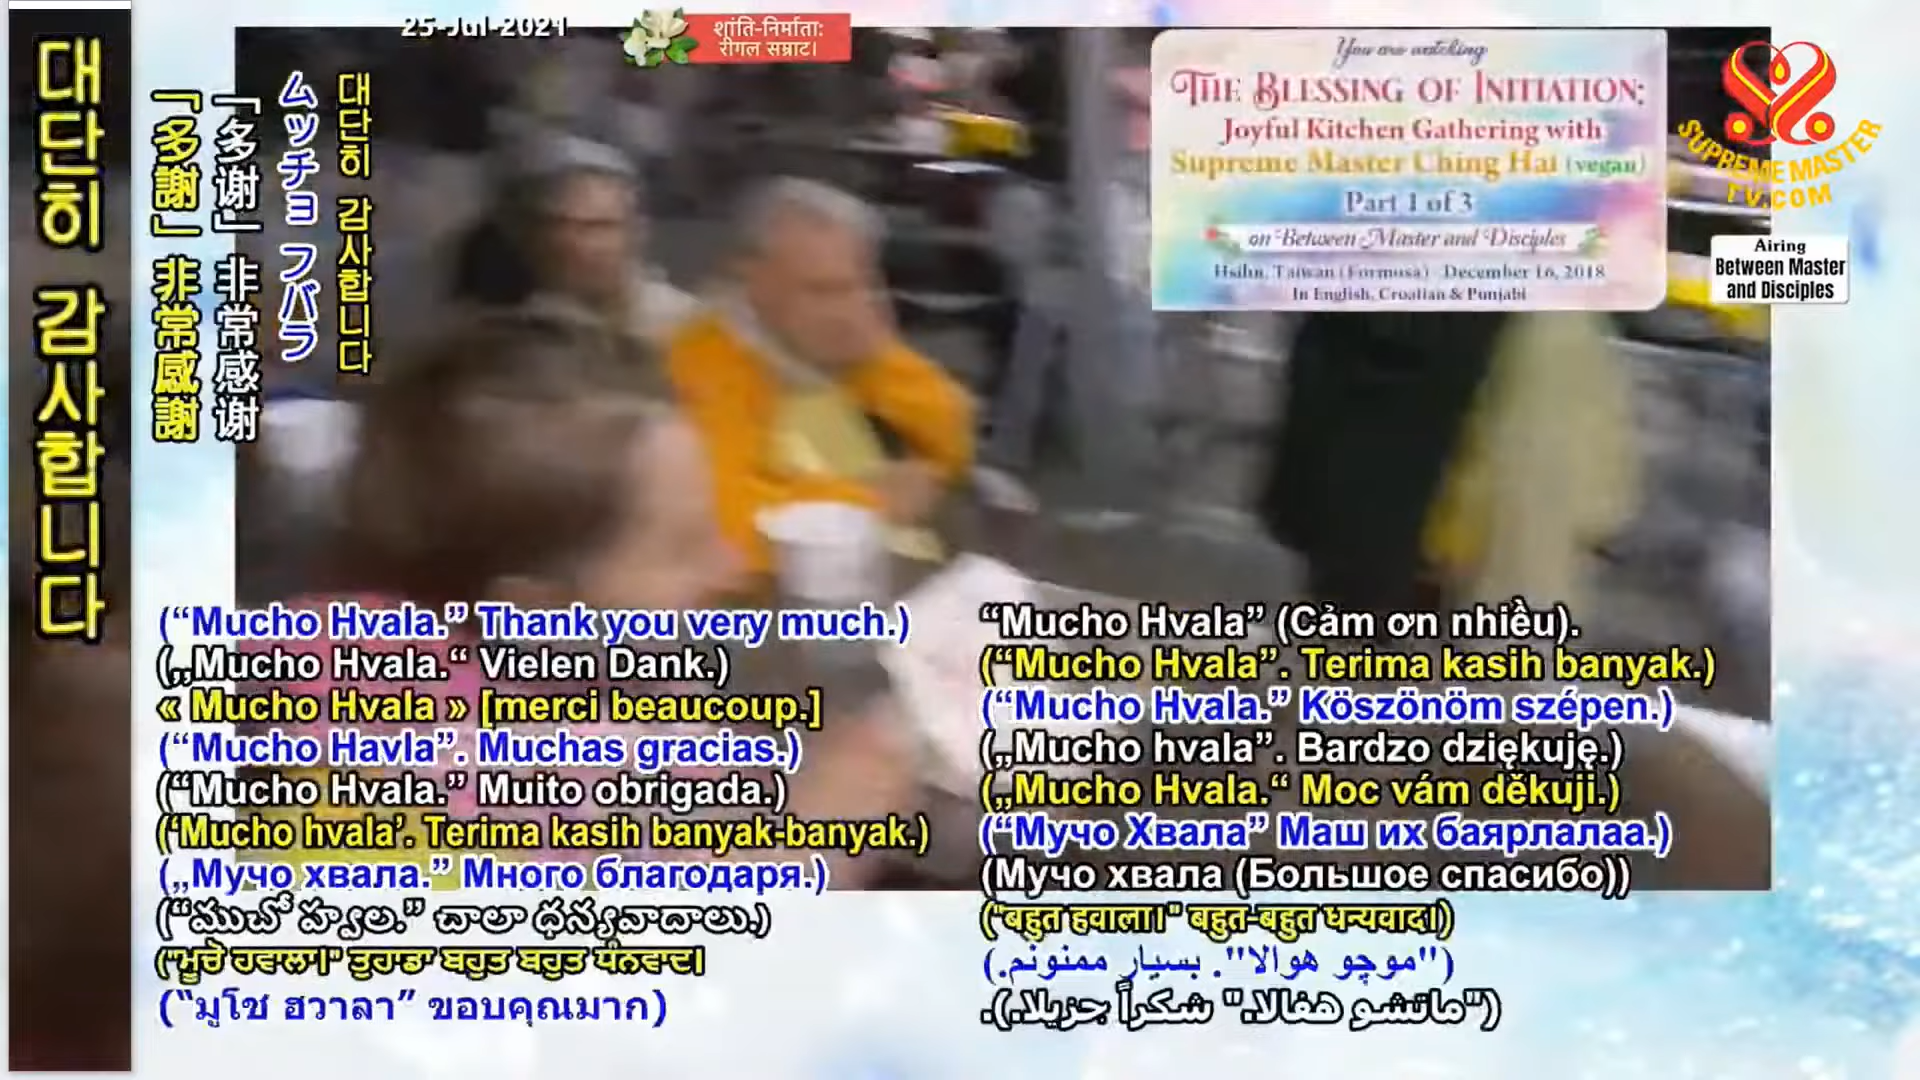 25-Jul-2021
शांति-निर्माता:
रीगल सम्राट।
You are watching
THE BLESSING OF INITIATION:
Joyful Kitchen Gathering with
Supreme Master Ching Hai (vegan)
Part 1 of 3
on Between Master and Disciples
Hsihu, Taiwan (Formosa) - December 16, 2018
In English, Croatian & Punjabi
SUPREME MASTER
TV.COM
Airing
Between Master
and Disciples
대단히 감사합니다
「多謝」非常感謝
「多谢」非常感谢
ムッチョ フバラ
대단히 감사합니다
(“Mucho Hvala.” Thank you very much.)
(„Mucho Hvala.“ Vielen Dank.)
« Mucho Hvala » [merci beaucoup.]
(“Mucho Havla”. Muchas gracias.)
(“Mucho Hvala.” Muito obrigada.)
(‘Mucho hvala’. Terima kasih banyak-banyak.)
(„Мучо хвала.” Много благодаря.)
(“ముచో హ్వల.” చాలా ధన్యవాదాలు.)
("ਮੂਚੋ ਹਵਾਲਾ।" ਤੁਹਾਡਾ ਬਹੁਤ ਬਹੁਤ ਧੰਨਵਾਦ।
(“มูโช ฮวาลา” ขอบคุณมาก)
“Mucho Hvala” (Cảm ơn nhiều).
(“Mucho Hvala”. Terima kasih banyak.)
(“Mucho Hvala.” Köszönöm szépen.)
(„Mucho hvala”. Bardzo dziękuję.)
(„Mucho Hvala.“ Moc vám děkuji.)
(“Мучо Хвала” Маш их баярлалаа.)
(Мучо хвала (Большое спасибо))
("बहुत हवाला।" बहुत-बहुत धन्यवाद।)
("موچو هوالا". بسیار ممنونم.)
("ماتشو هفالا." شكراً جزيلا.).